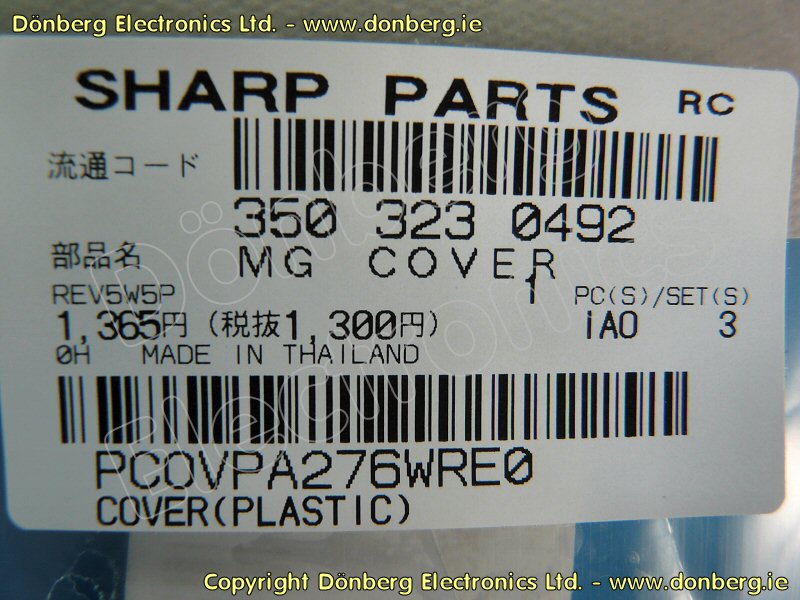 Dönberg Electronics Ltd. - www.donberg.ie
SHARP PARTS RC
流通コード
350 323 0492
部品名 MG COVER
REV5W5P 1 PC(S)/SET(S)
1,365円 (税抜1,300円) iA0 3
0H MADE IN THAILAND
PCOVPA276WRE0
COVER(PLASTIC)
Dönberg
Electronics
Copyright Dönberg Electronics Ltd. - www.donberg.ie